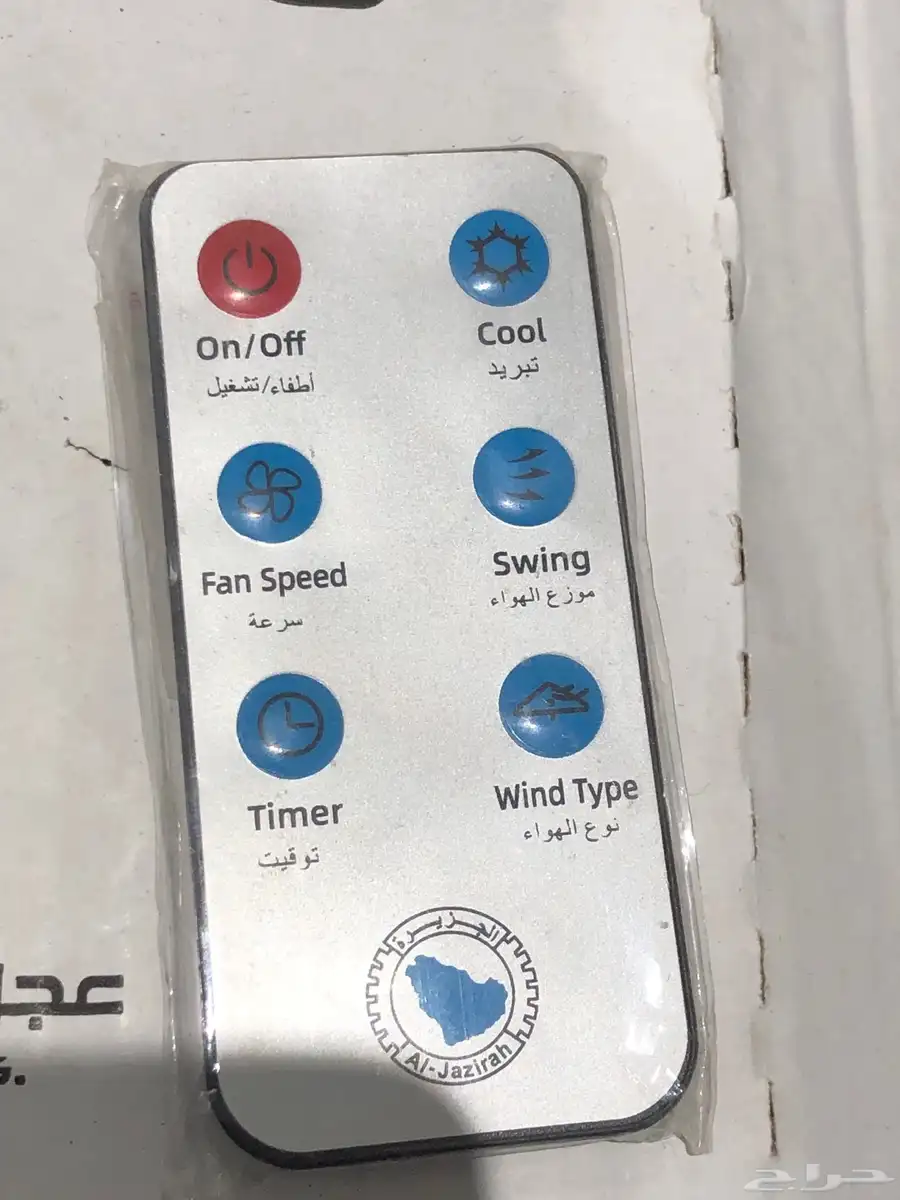 On/Off
أطفاء/تشغيل
Cool
تبريد
Fan Speed
سرعة
Swing
موزع الهواء
Timer
توقيت
Wind Type
نوع الهواء
الجزيرة
Al-Jazirah
حراج